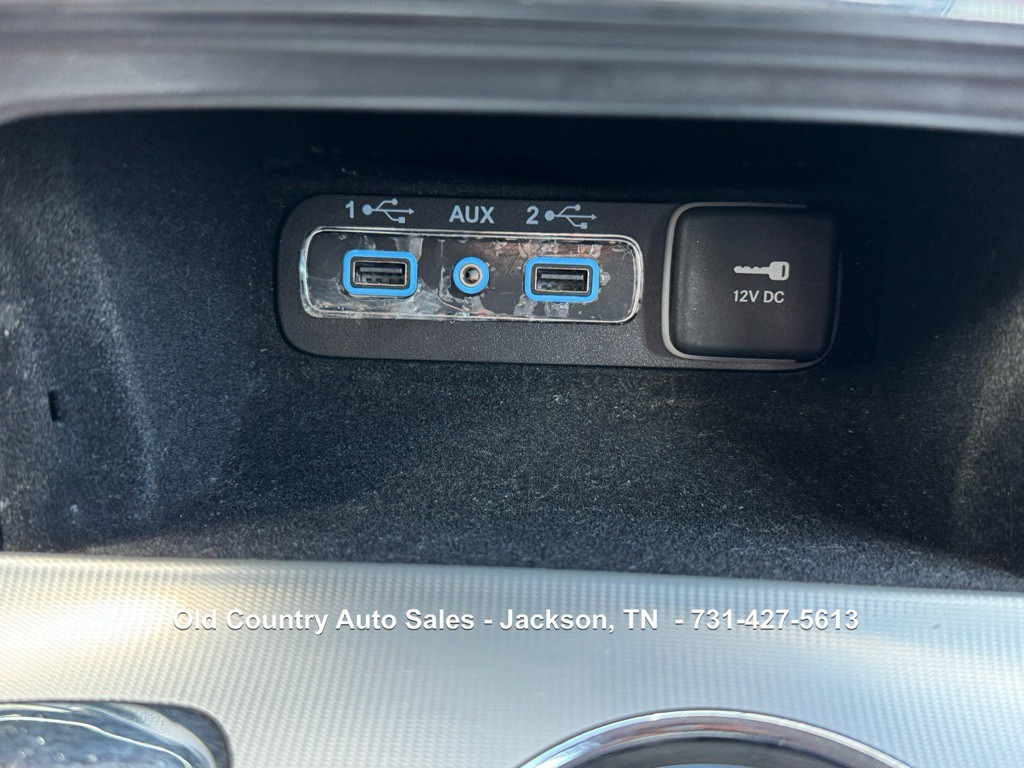 1 AUX 2
12V DC
Old Country Auto Sales - Jackson, TN - 731-427-5613